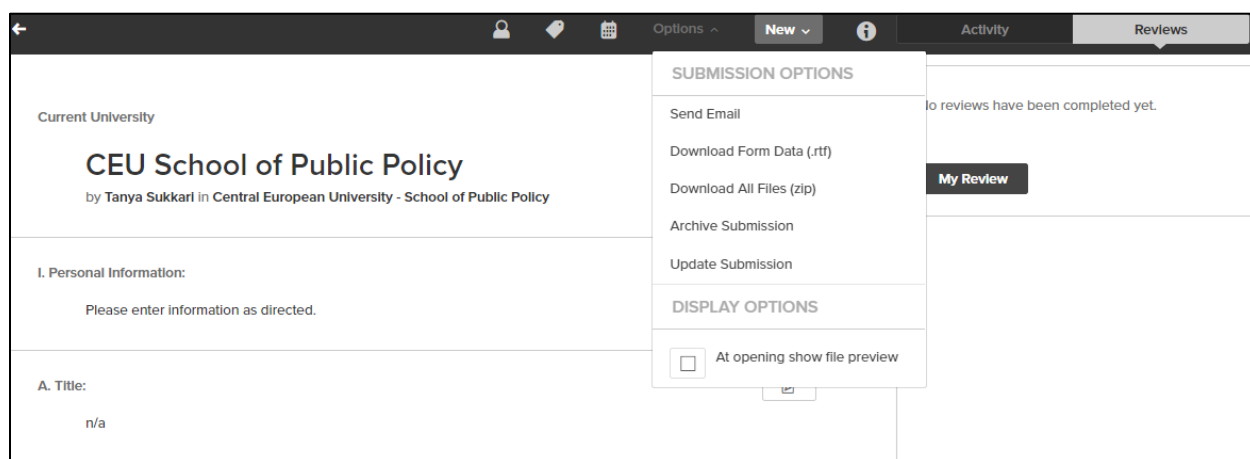 Options
New
Activity
Reviews
SUBMISSION OPTIONS
Send Email
Download Form Data (.rtf)
Download All Files (zip)
Archive Submission
Update Submission
DISPLAY OPTIONS
At opening show file preview
Current University
CEU School of Public Policy
by Tanya Sukkari in Central European University - School of Public Policy
I. Personal Information:
Please enter information as directed.
A. Title:
n/a
lo reviews have been completed yet.
My Review